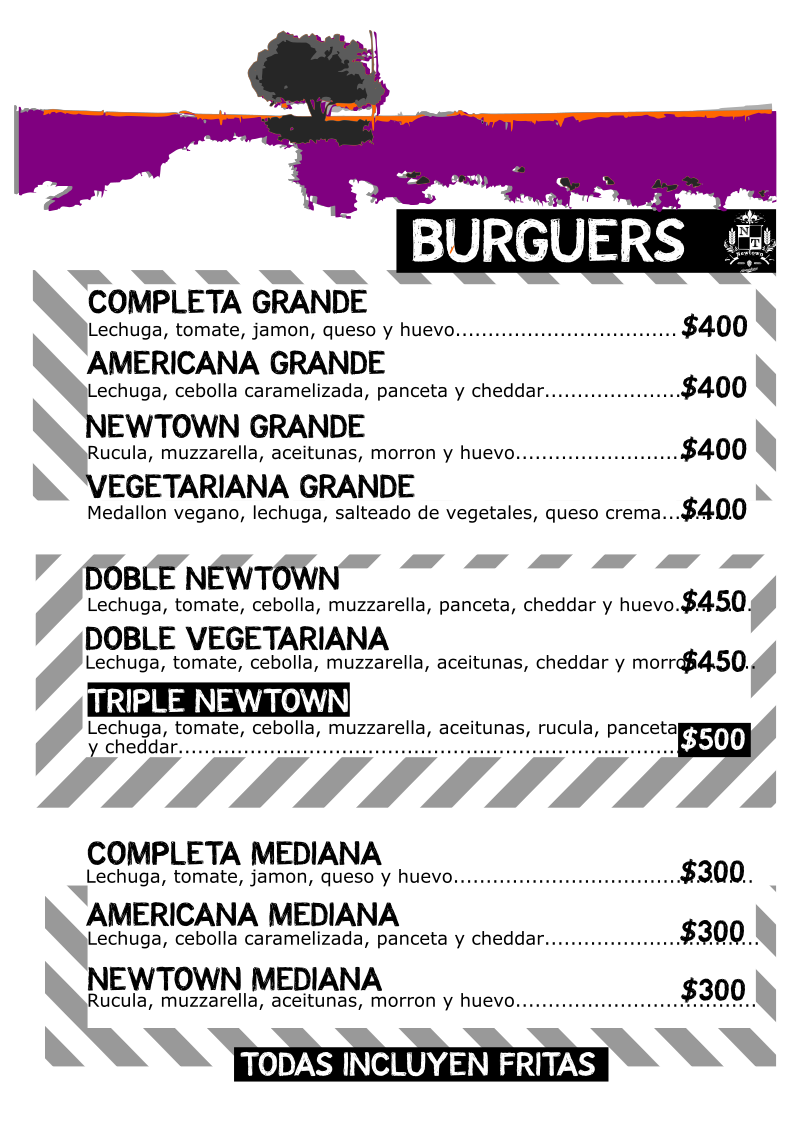 BURGUERS
N T
Newtown
COMPLETA GRANDE
Lechuga, tomate, jamon, queso y huevo.................................. $400
AMERICANA GRANDE
Lechuga, cebolla caramelizada, panceta y cheddar..................... $400
NEWTOWN GRANDE
Rucula, muzzarella, aceitunas, morron y huevo.......................... $400
VEGETARIANA GRANDE
Medallon vegano, lechuga, salteado de vegetales, queso crema............. $400
DOBLE NEWTOWN
Lechuga, tomate, cebolla, muzzarella, panceta, cheddar y huevo............ $450
DOBLE VEGETARIANA
Lechuga, tomate, cebolla, muzzarella, aceitunas, cheddar y morron.......... $450
TRIPLE NEWTOWN
Lechuga, tomate, cebolla, muzzarella, aceitunas, rucula, panceta
y cheddar............................................................................. $500
COMPLETA MEDIANA
Lechuga, tomate, jamon, queso y huevo.............................................. $300
AMERICANA MEDIANA
Lechuga, cebolla caramelizada, panceta y cheddar................................. $300
NEWTOWN MEDIANA
Rucula, muzzarella, aceitunas, morron y huevo..................................... $300
TODAS INCLUYEN FRITAS